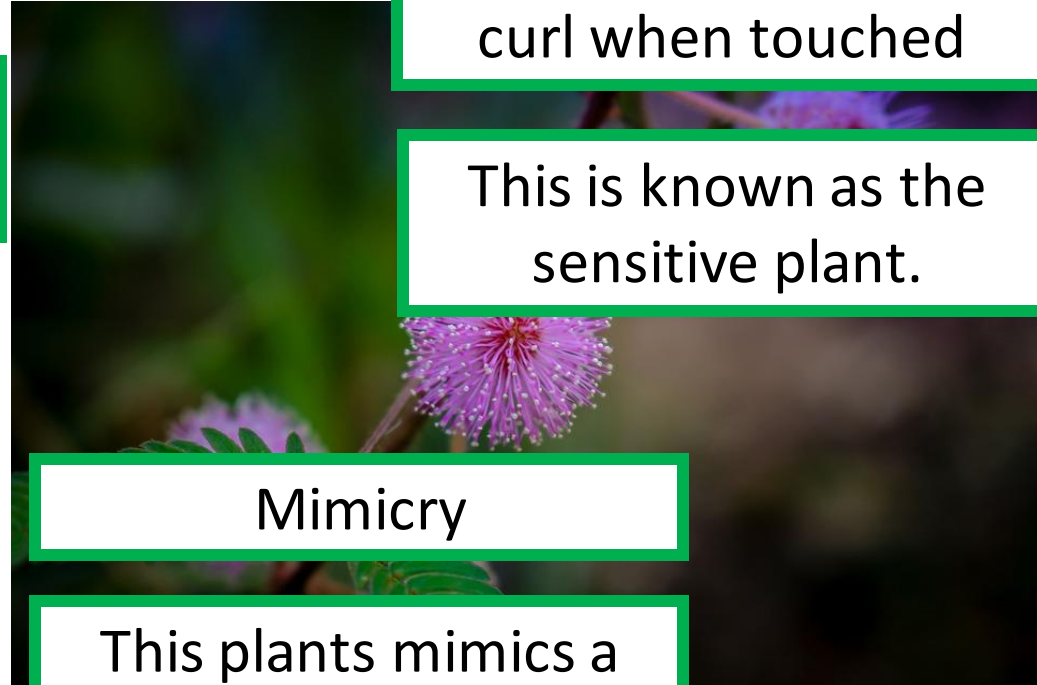 curl when touched
This is known as the
sensitive plant.
Mimicry
This plants mimics a